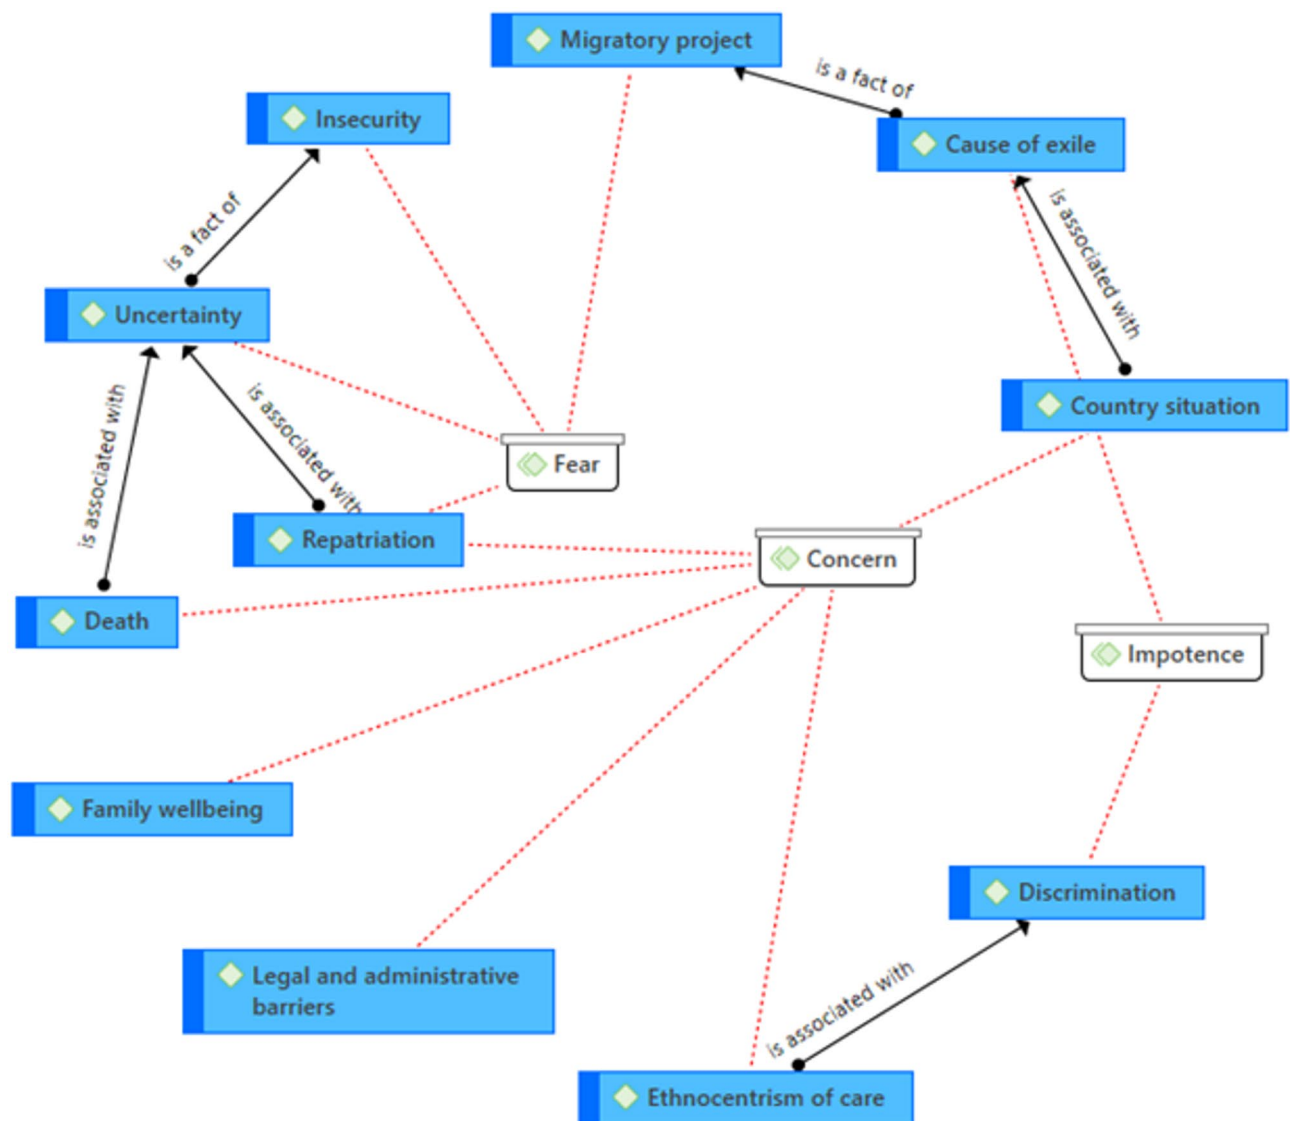 Migratory project
is a fact of
Insecurity
Cause of exile
is a fact of
is associated with
Uncertainty
Country situation
is associated with
is associated with
Fear
Repatriation
Concern
Death
Impotence
Family wellbeing
Discrimination
Legal and administrative
barriers
is associated with
Ethnocentrism of care